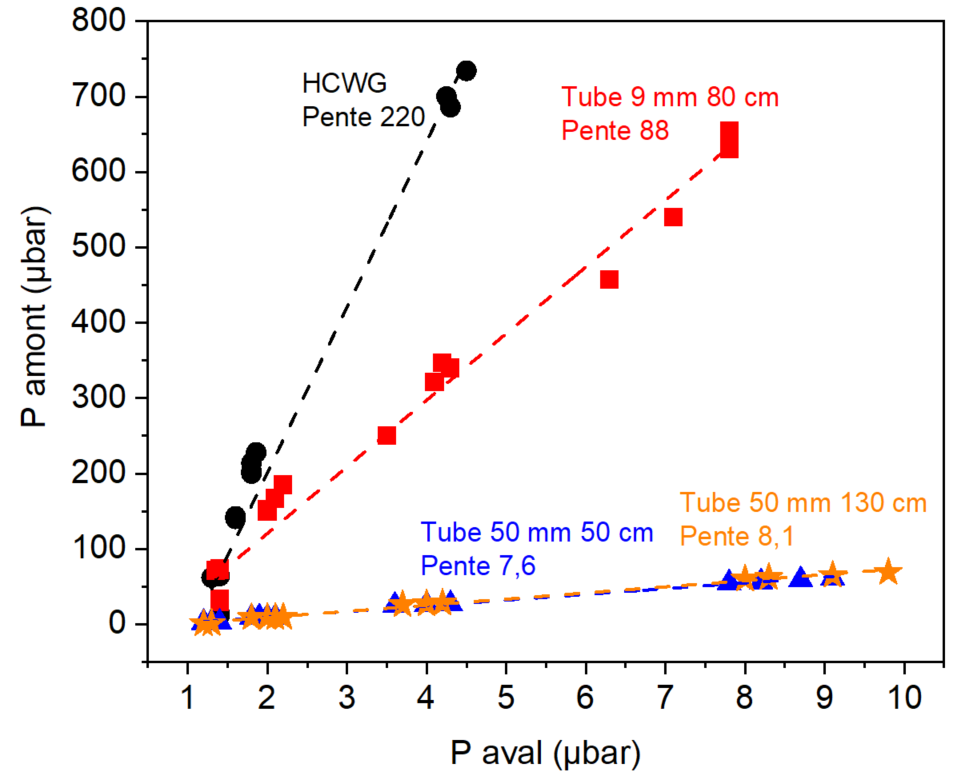 800
700
600
500
400
300
200
100
0
P amont (µbar)
HCWG
Pente 220
Tube 9 mm 80 cm
Pente 88
Tube 50 mm 130 cm
Pente 8,1
Tube 50 mm 50 cm
Pente 7,6
1 2 3 4 5 6 7 8 9 10
P aval (µbar)